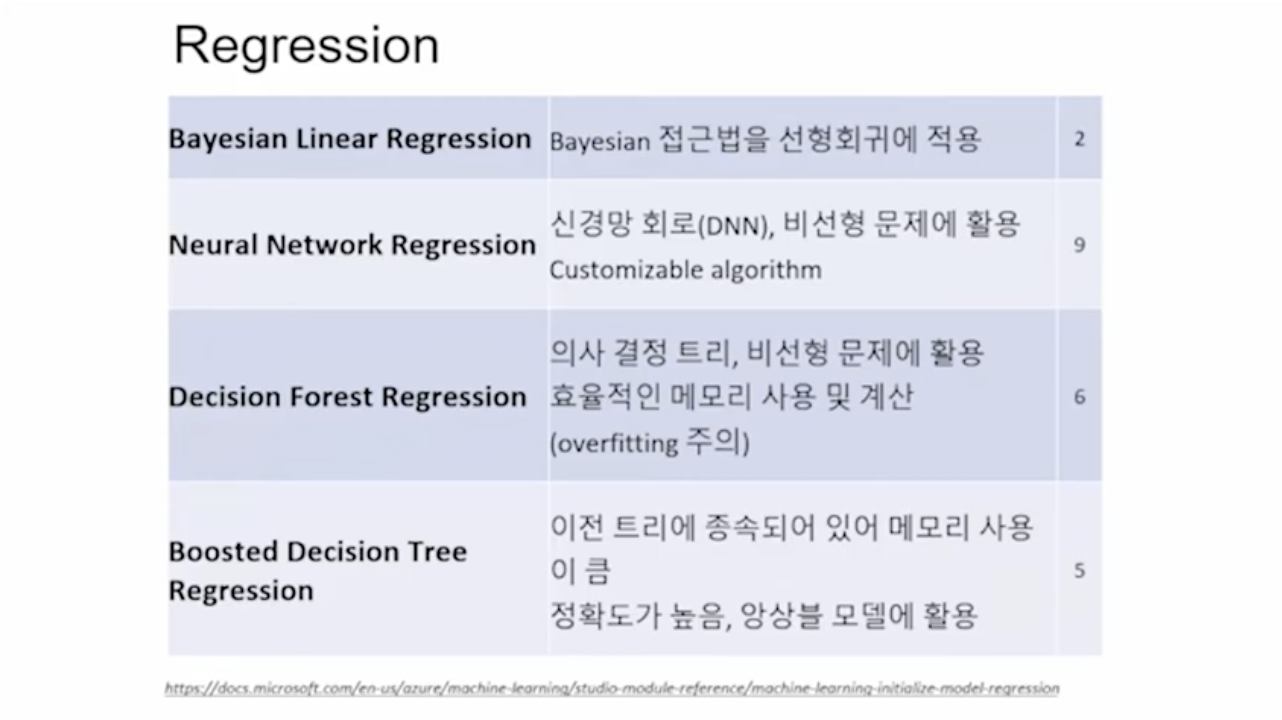 Regression
Bayesian Linear Regression
Bayesian 접근법을 선형회귀에 적용
2
Neural Network Regression
신경망 회로(DNN), 비선형 문제에 활용
Customizable algorithm
9
Decision Forest Regression
의사 결정 트리, 비선형 문제에 활용
효율적인 메모리 사용 및 계산
(overfitting 주의)
6
Boosted Decision Tree
Regression
이전 트리에 종속되어 있어 메모리 사용
이 큼
정확도가 높음, 앙상블 모델에 활용
5
https://docs.microsoft.com/en-us/azure/machine-learning/studio-module-reference/machine-learning-initialize-model-regression